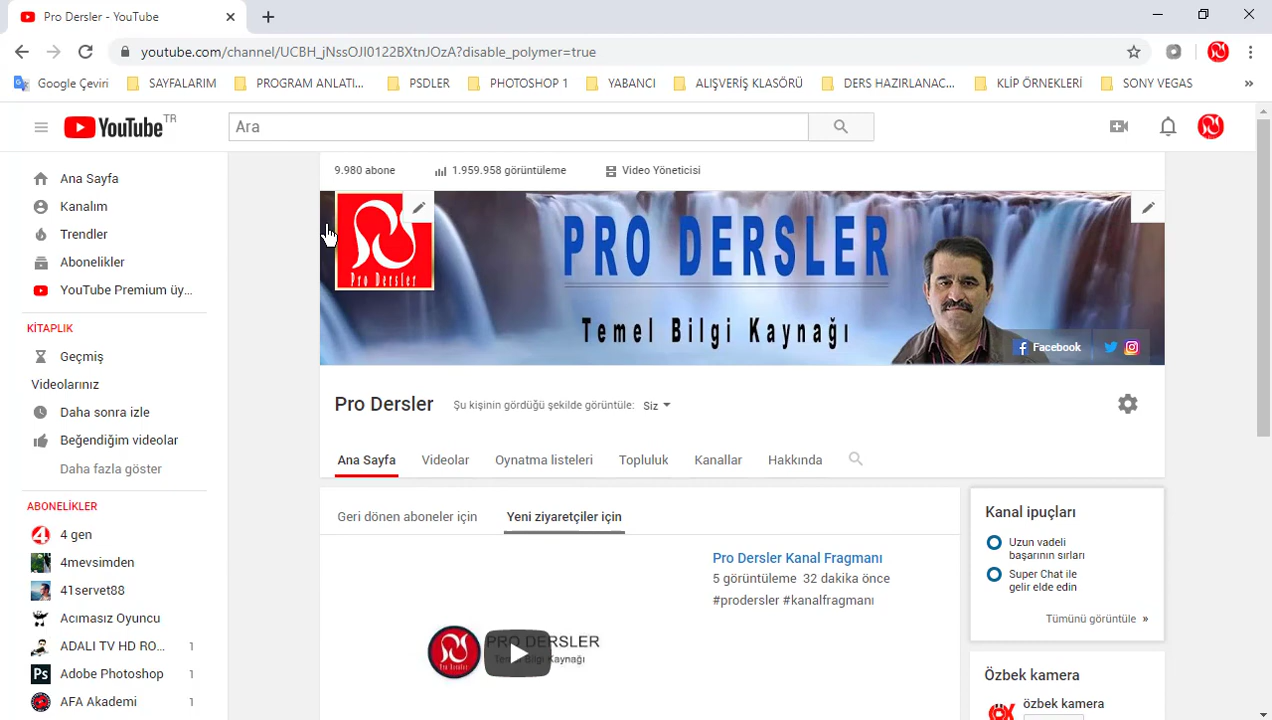 Pro Dersler - YouTube
youtube.com/channel/UCBH_jNssOJI0122BXtnJOzA?disable_polymer=true
Google Çeviri SAYFALARIM PROGRAM ANLATI... PSDLER PHOTOSHOP 1 YABANCI ALIŞVERİŞ KLASÖRÜ DERS HAZIRLANAC... KLİP ÖRNEKLERİ SONY VEGAS »
YouTube TR
Ara
Ana Sayfa
Kanalım
Trendler
Abonelikler
YouTube Premium üy...
KİTAPLIK
Geçmiş
Videolarınız
Daha sonra izle
Beğendiğim videolar
Daha fazla göster
ABONELİKLER
4 gen
4mevsimden
41servet88
Acımasız Oyuncu
ADALI TV HD RO... 1
Adobe Photoshop 1
AFA Akademi 1
9.980 abone 1.959.958 görüntüleme Video Yöneticisi
Pro Dersler
PRO DERSLER
Temel Bilgi Kaynağı
Facebook
Pro Dersler Şu kişinin gördüğü şekilde görüntüle: Siz
Ana Sayfa Videolar Oynatma listeleri Topluluk Kanallar Hakkında
Geri dönen aboneler için Yeni ziyaretçiler için
Pro Dersler Kanal Fragmanı
5 görüntüleme 32 dakika önce
#prodersler #kanalfragmanı
PRO DERSLER
Temel Bilgi Kaynağı
Kanal ipuçları
Uzun vadeli
başarının sırları
Super Chat ile
gelir elde edin
Tümünü görüntüle »
Özbek kamera
özbek kamera